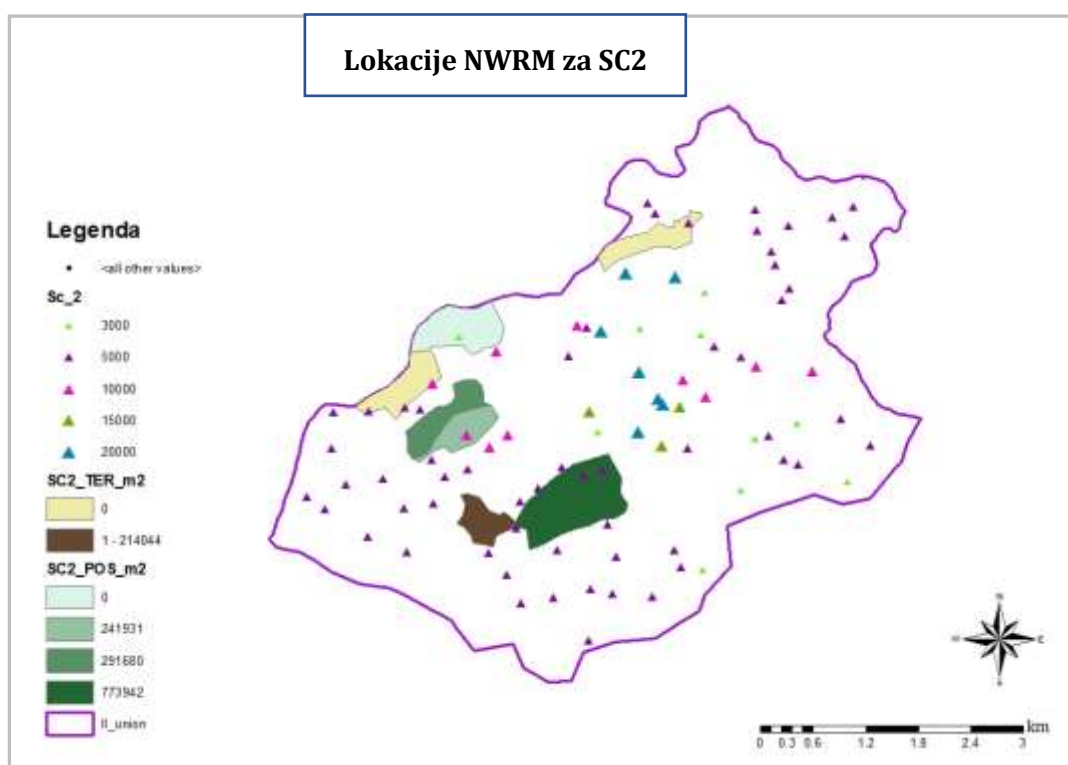 Lokacije NWRM za SC2
Legenda
<all other values>
Sc_2
3000
5000
10000
15000
20000
SC2_TER_m2
0
1 - 214044
SC2_POS_m2
0
241931
291680
773942
II_union
N
W
E
S
km
0 0.3 0.6 1.2 1.8 2.4 3